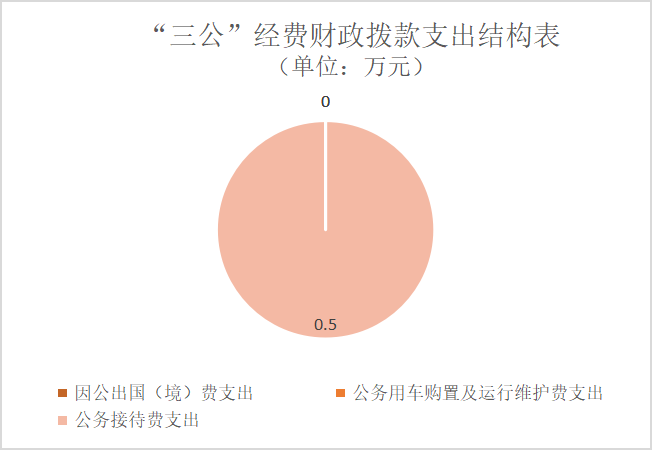 “三公”经费财政拨款支出结构表
（单位：万元）
0
0.5
因公出国（境）费支出
公务用车购置及运行维护费支出
公务接待费支出